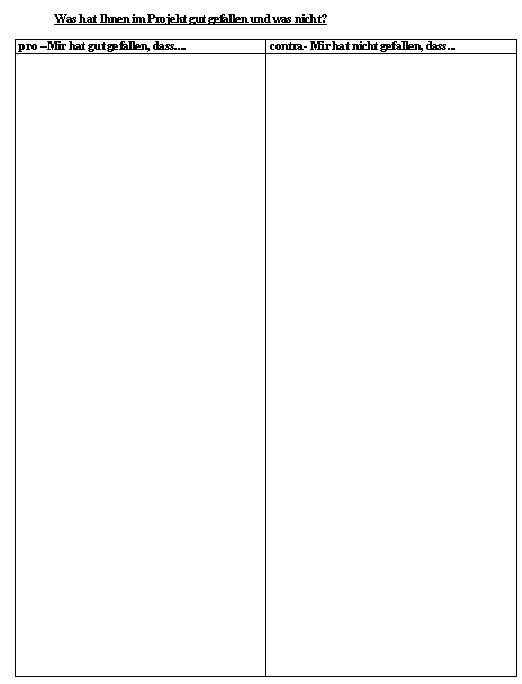 Was hat Ihnen im Projekt gut gefallen und was nicht?
pro –Mir hat gut gefallen, dass....
contra- Mir hat nicht gefallen, dass...